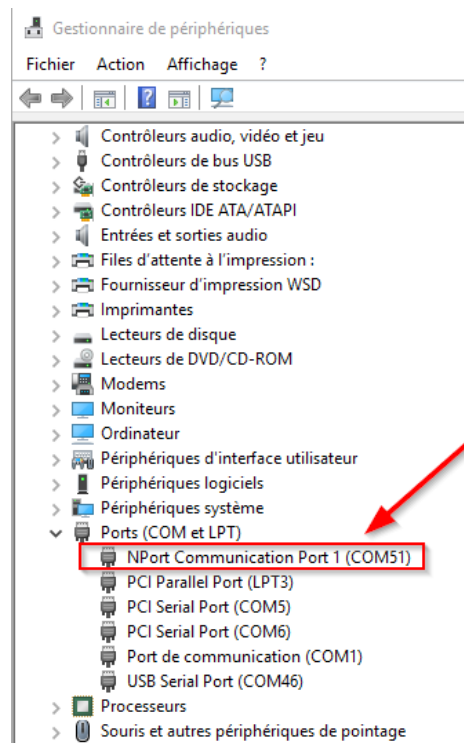 Gestionnaire de périphériques
Fichier Action Affichage ?
Contrôleurs audio, vidéo et jeu
Contrôleurs de bus USB
Contrôleurs de stockage
Contrôleurs IDE ATA/ATAPI
Entrées et sorties audio
Files d'attente à l'impression :
Fournisseur d'impression WSD
Imprimantes
Lecteurs de disque
Lecteurs de DVD/CD-ROM
Modems
Moniteurs
Ordinateur
Périphériques d'interface utilisateur
Périphériques logiciels
Périphériques système
Ports (COM et LPT)
NPort Communication Port 1 (COM51)
PCI Parallel Port (LPT3)
PCI Serial Port (COM5)
PCI Serial Port (COM6)
Port de communication (COM1)
USB Serial Port (COM46)
Processeurs
Souris et autres périphériques de pointage